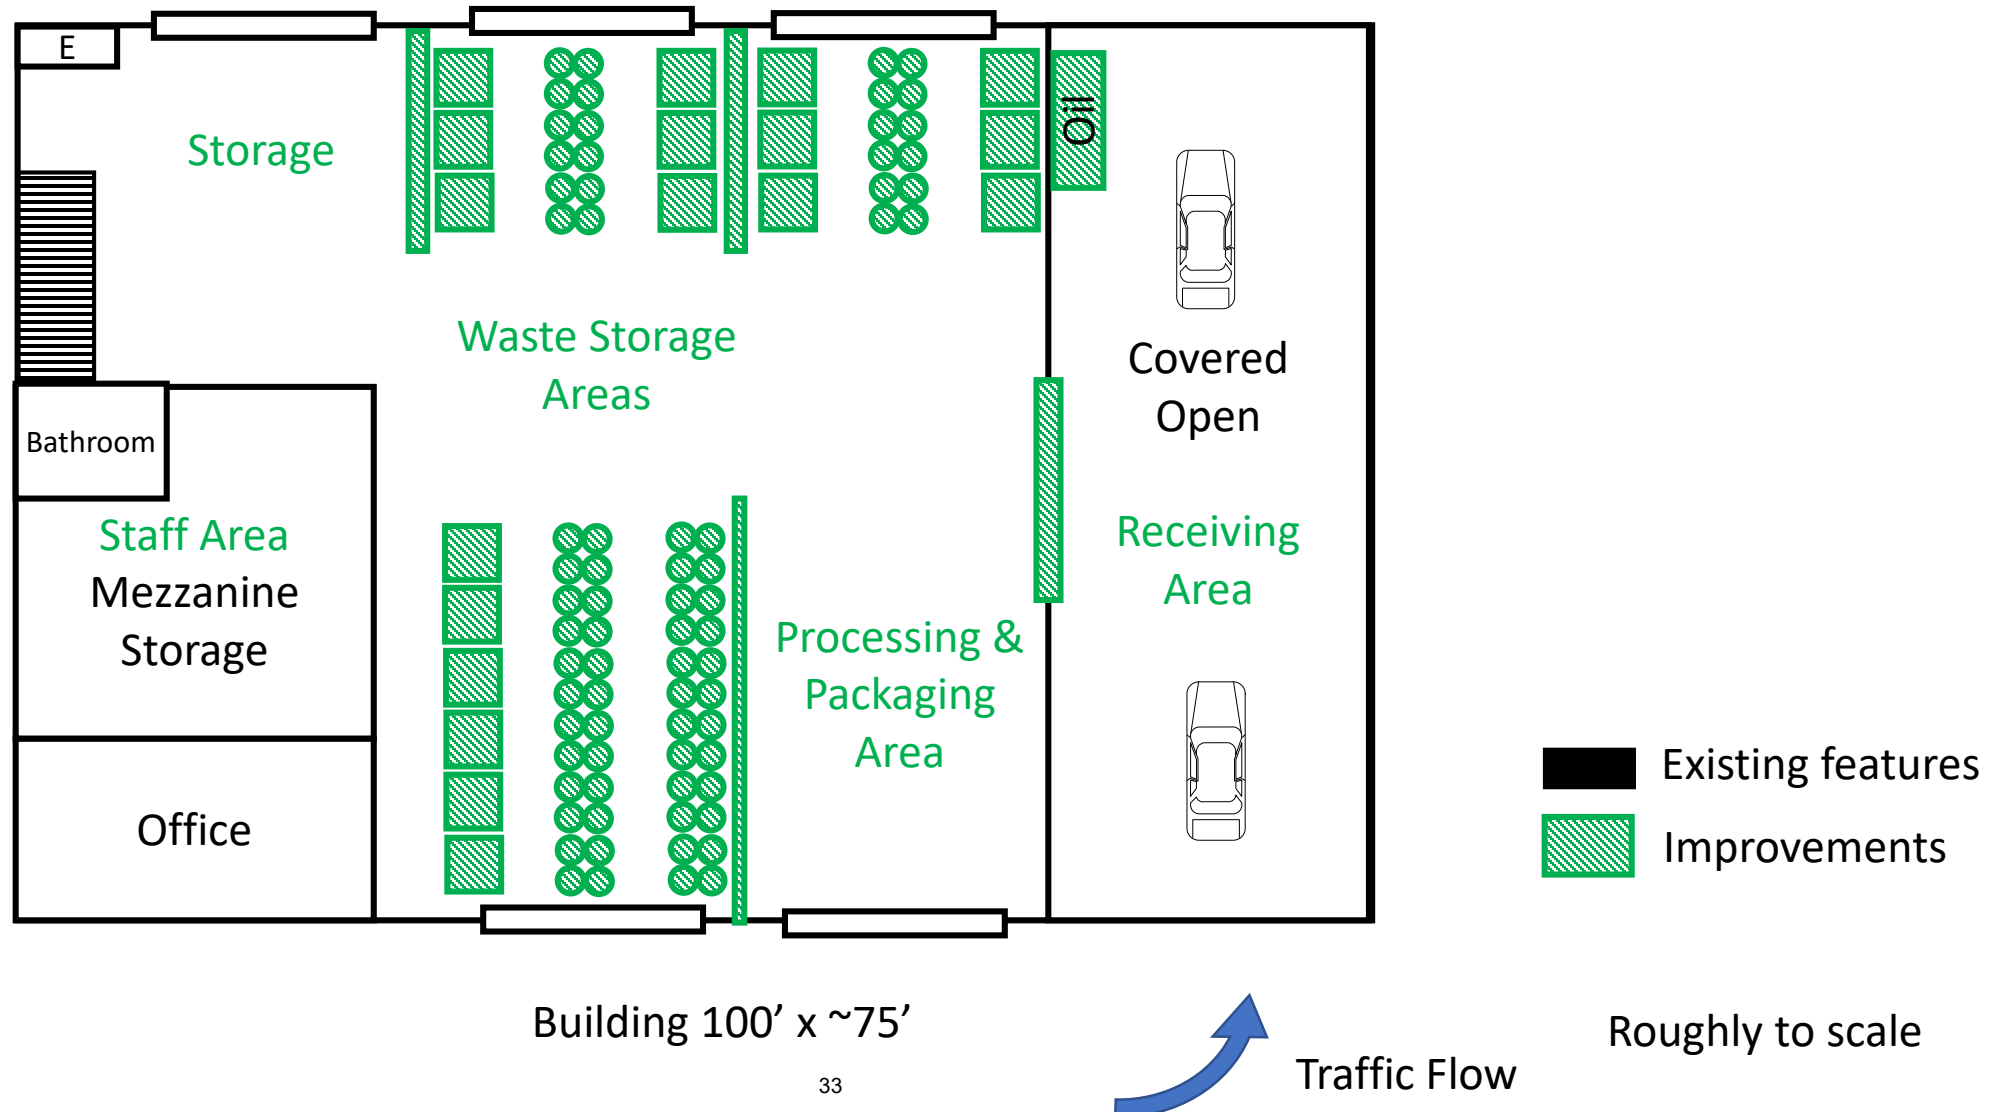 E
Storage
Oil
Waste Storage
Areas
Covered
Open
Bathroom
Staff Area
Mezzanine
Storage
Receiving
Area
Processing &
Packaging
Area
Office
Existing features
Improvements
Building 100’ x ~75’
Roughly to scale
Traffic Flow
33